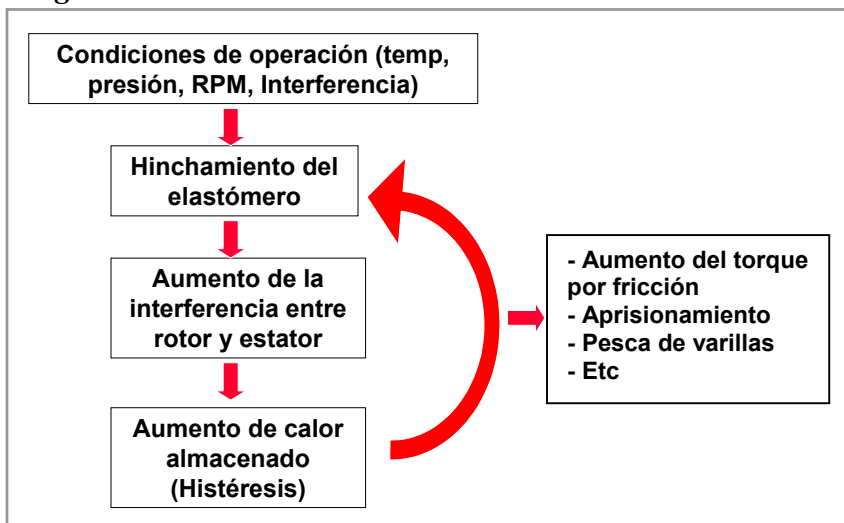 Condiciones de operación (temp,
presión, RPM, Interferencia)
Hinchamiento del
elastómero
Aumento de la
interferencia entre
rotor y estator
Aumento de calor
almacenado
(Histéresis)
- Aumento del torque
por fricción
- Aprisionamiento
- Pesca de varillas
- Etc